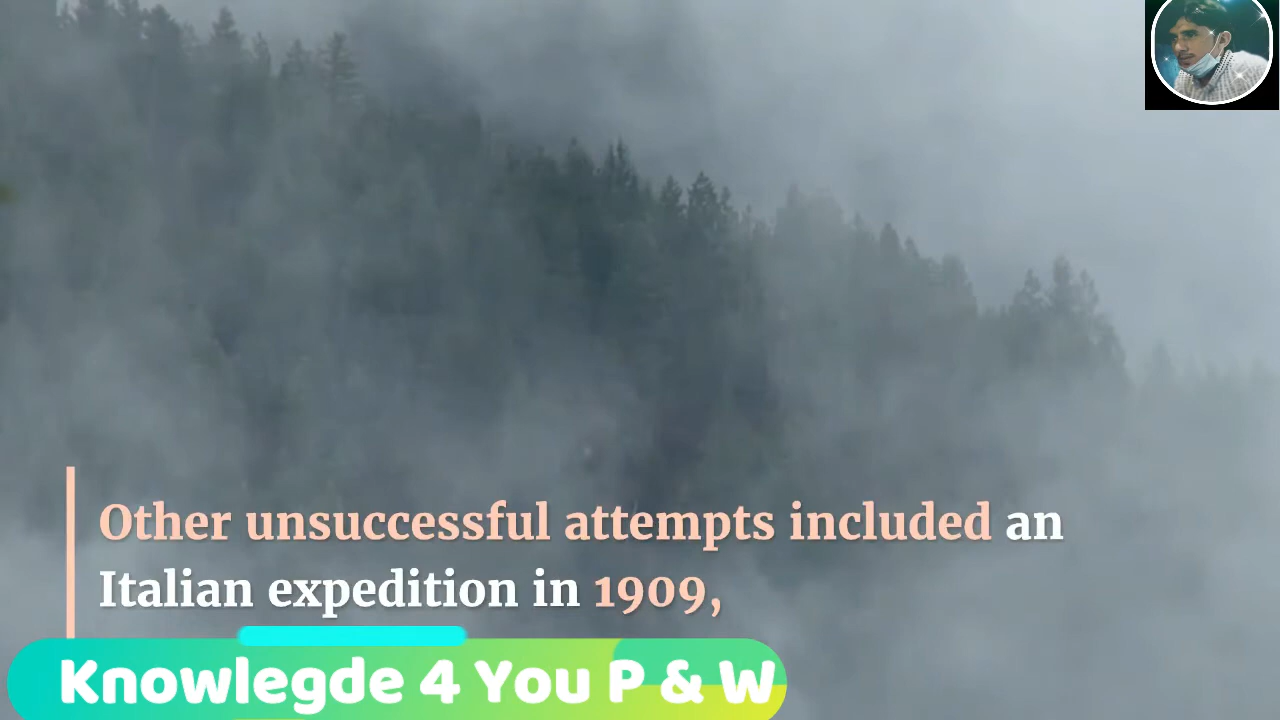 Other unsuccessful attempts included an
Italian expedition in 1909,
Knowlegde 4 You P & W